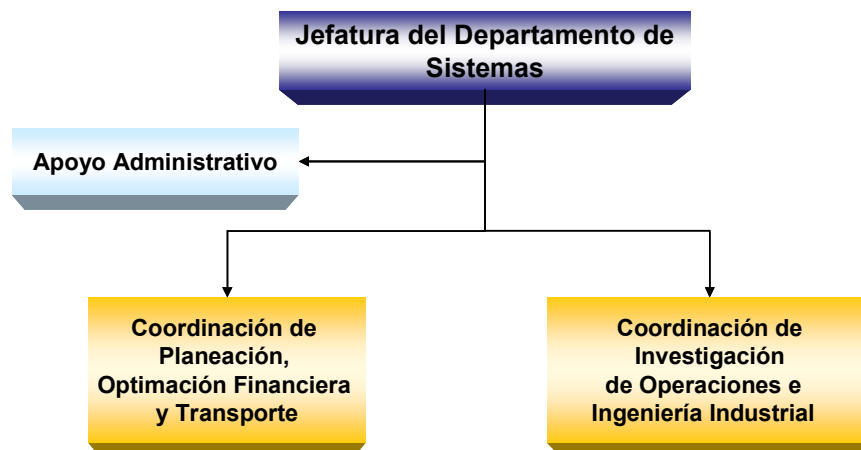 Jefatura del Departamento de
Sistemas
Apoyo Administrativo
Coordinación de
Planeación,
Optimación Financiera
y Transporte
Coordinación de
Investigación
de Operaciones e
Ingeniería Industrial